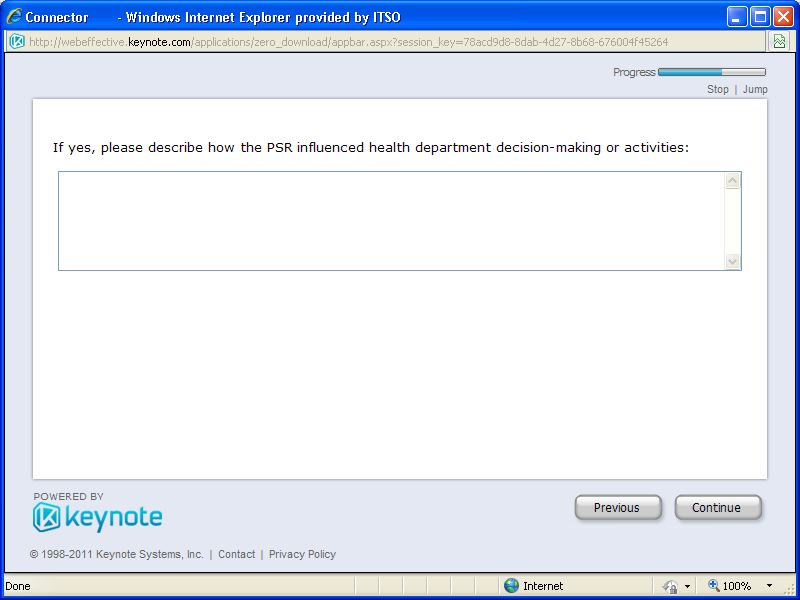 Connector - Windows Internet Explorer provided by ITSO
http://webeffective.keynote.com/applications/zero_download/appbar.aspx?session_key=78acd9d8-8dab-4d27-8b68-676004f45264
Progress
Stop | Jump
If yes, please describe how the PSR influenced health department decision-making or activities:
POWERED BY
keynote
Previous Continue
© 1998-2011 Keynote Systems, Inc. | Contact | Privacy Policy
Done Internet 100%